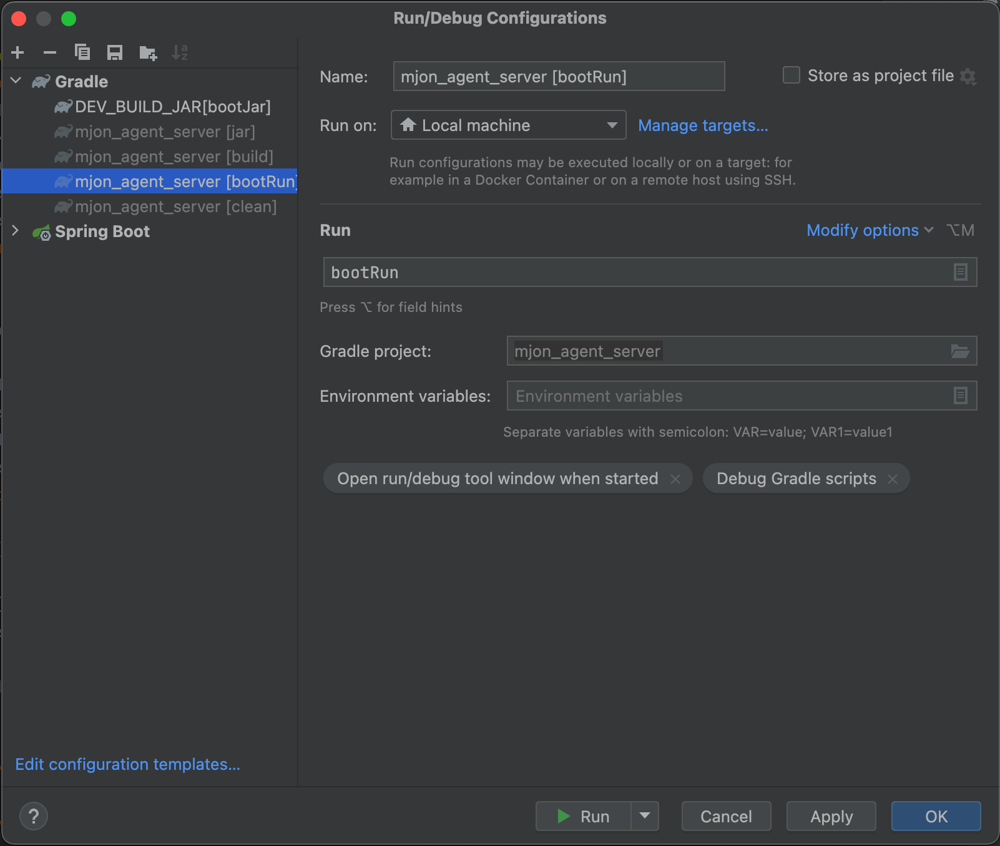 Run/Debug Configurations
Gradle
DEV_BUILD_JAR[bootJar]
mjon_agent_server [jar]
mjon_agent_server [build]
mjon_agent_server [bootRun]
mjon_agent_server [clean]
Spring Boot
Edit configuration templates...
Name: mjon_agent_server [bootRun]
Store as project file
Run on: Local machine Manage targets...
Run configurations may be executed locally or on a target: for
example in a Docker Container or on a remote host using SSH.
Run Modify options ⌥M
bootRun
Press ⌥ for field hints
Gradle project: mjon_agent_server
Environment variables: Environment variables
Separate variables with semicolon: VAR=value; VAR1=value1
Open run/debug tool window when started × Debug Gradle scripts ×
? Run Cancel Apply OK